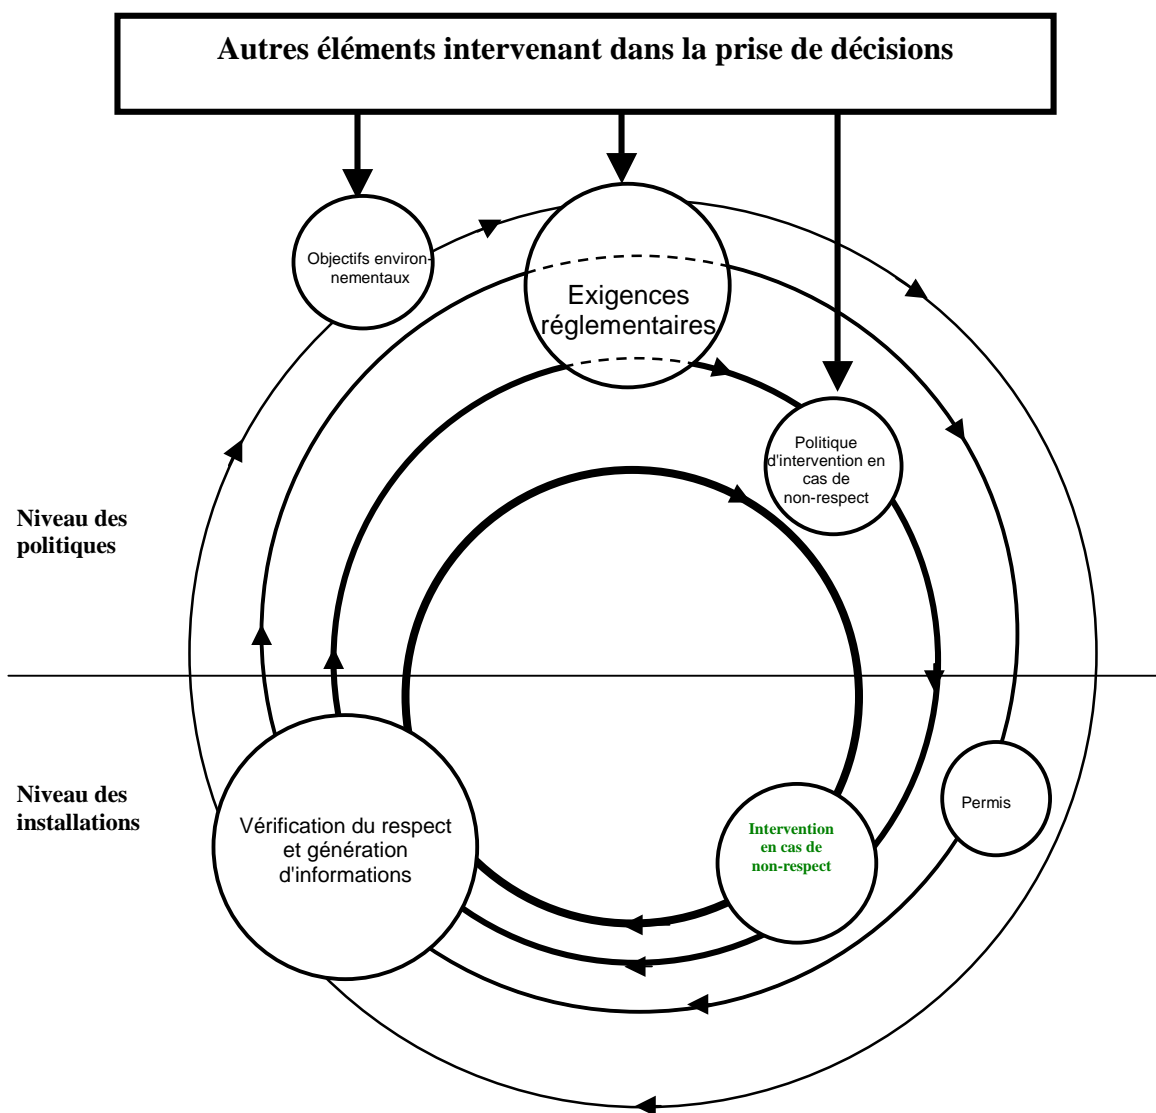 Autres éléments intervenant dans la prise de décisions
Objectifs environ-
nementaux
Exigences
réglementaires
Politique
d'intervention en
cas de
non-respect
Niveau des
politiques
Niveau des
installations
Vérification du respect
et génération
d'informations
Intervention
en cas de
non-respect
Permis